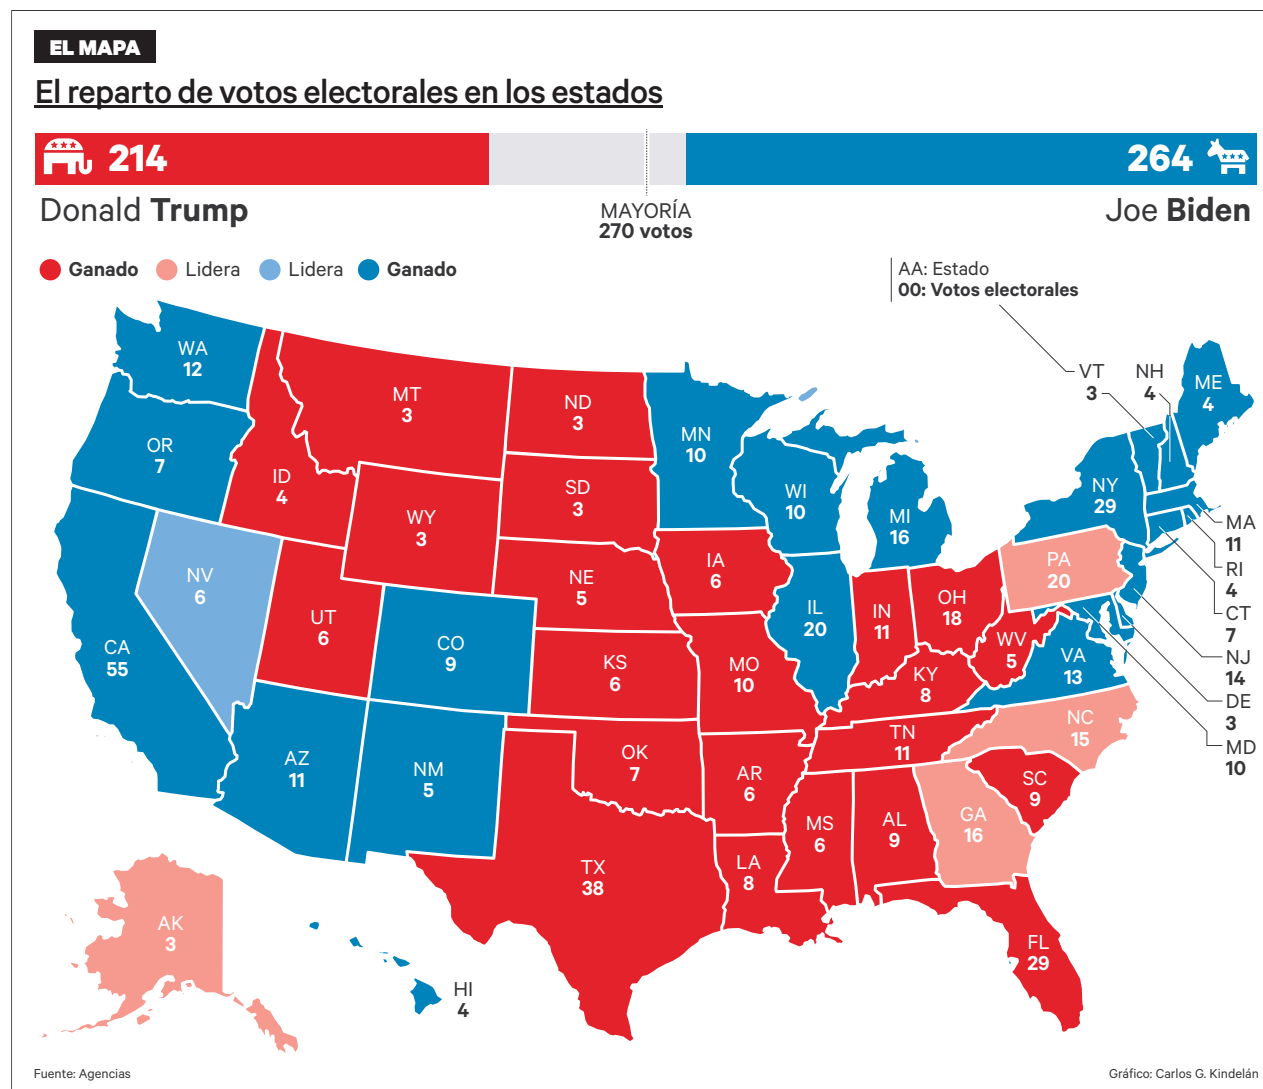 EL MAPA
El reparto de votos electorales en los estados
214
264
Donald Trump
MAYORÍA
270 votos
Joe Biden
Ganado
Lidera
Lidera
Ganado
AA: Estado
00: Votos electorales
WA
12
OR
7
CA
55
NV
6
ID
4
MT
3
WY
3
UT
6
AZ
11
CO
9
NM
5
ND
3
SD
3
NE
5
KS
6
OK
7
TX
38
MN
10
IA
6
MO
10
AR
6
LA
8
WI
10
IL
20
MI
16
IN
11
OH
18
KY
8
TN
11
MS
6
AL
9
GA
16
FL
29
SC
9
NC
15
VA
13
WV
5
PA
20
NY
29
VT
3
NH
4
ME
4
MA
11
RI
4
CT
7
NJ
14
DE
3
MD
10
AK
3
HI
4
Fuente: Agencias
Gráfico: Carlos G. Kindelán